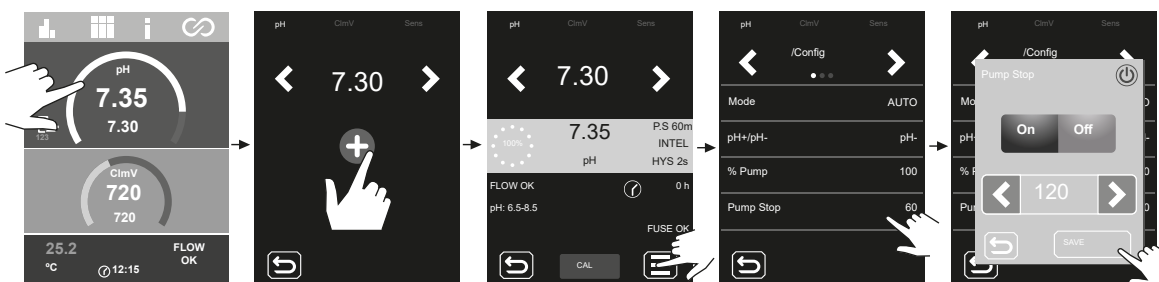 pH
7.35
7.30
123
ClmV
720
720
25.2
ºC
12:15
FLOW
OK
pH ClmV Sens
7.30
pH ClmV Sens
7.30
100%
7.35
pH
P.S 60m
INTEL
HYS 2s
FLOW OK
0 h
pH: 6.5-8.5
FUSE OK
CAL
pH ClmV Sens
/Config
Mode AUTO
pH+/pH- pH-
% Pump 100
Pump Stop 60
pH ClmV Sens
/Config
Pump Stop
Mo
On Off
pH
%
120
Pu
SAVE